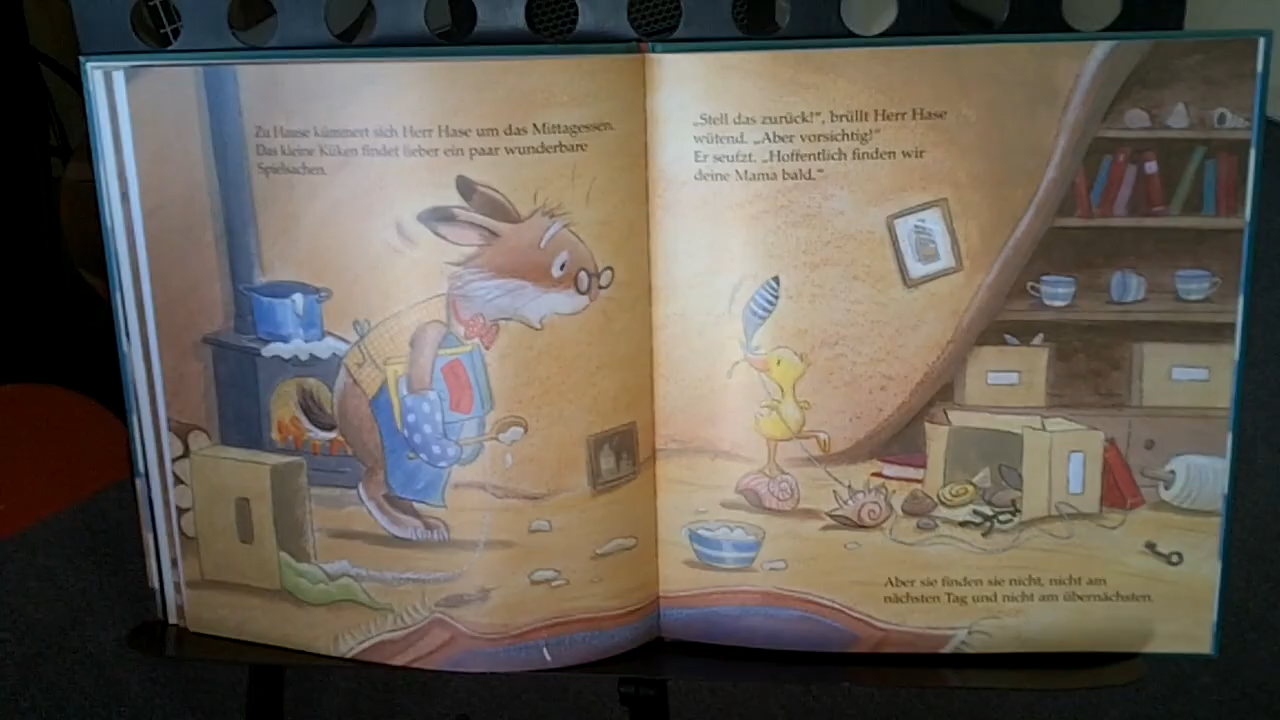 Zu Hause kümmert sich Herr Hase um das Mittagessen.
Das kleine Küken findet lieber ein paar wunderbare
Spielsachen.
„Stell das zurück!“, brüllt Herr Hase
wütend. „Aber vorsichtig!“
Er seufzt. „Hoffentlich finden wir
deine Mama bald.“
Aber sie finden sie nicht, nicht am
nächsten Tag und nicht am übernächsten.